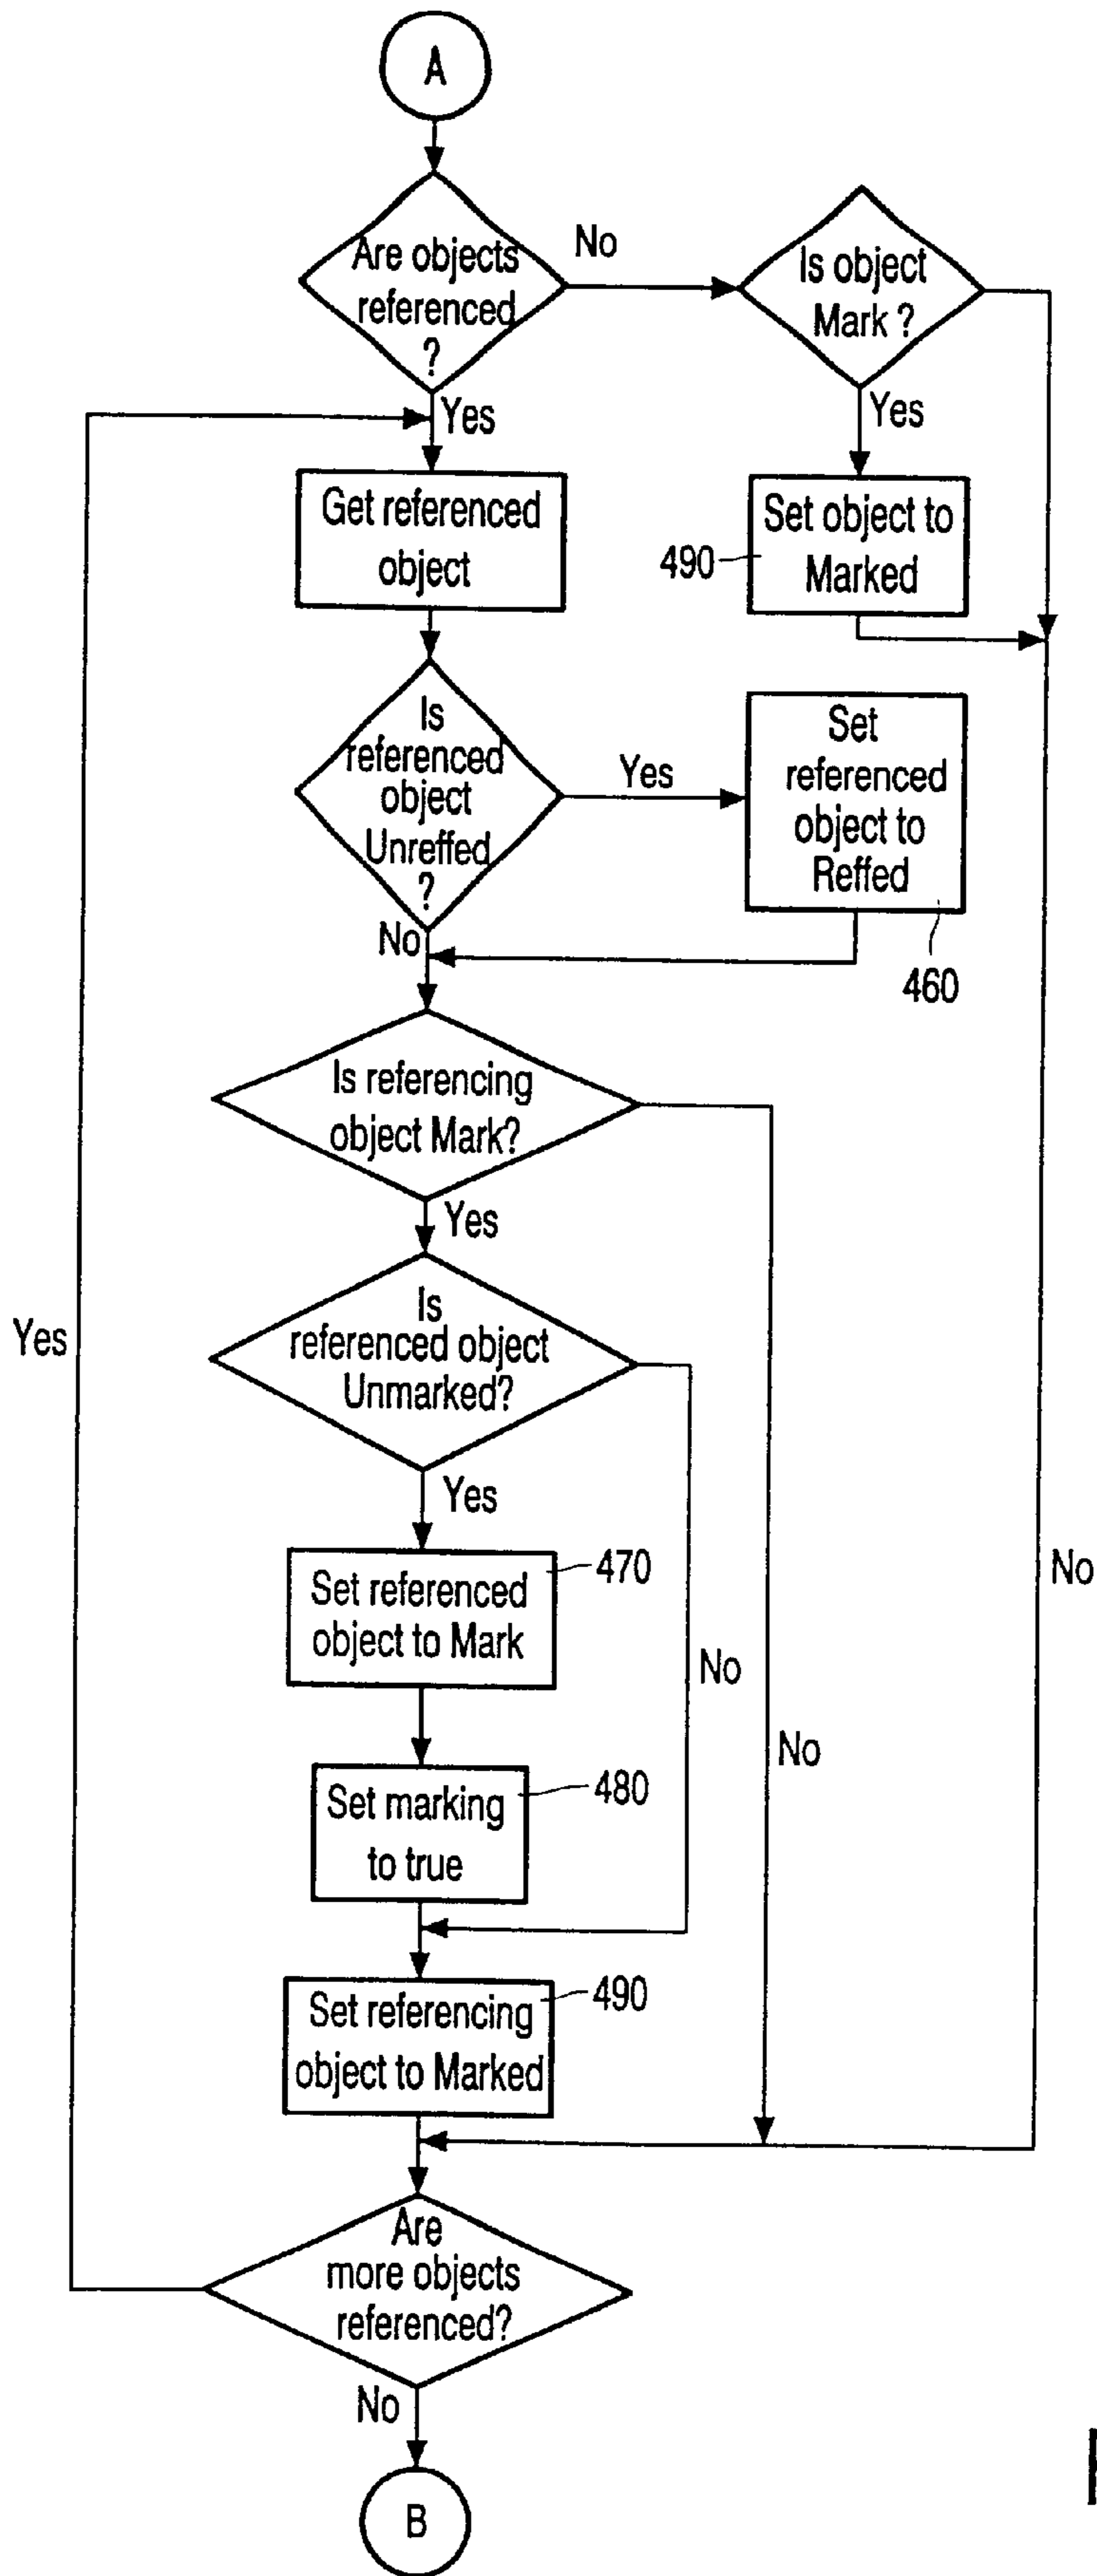 A
Are objects
referenced
?
No
Is object
Mark ?
Yes
Yes
Get referenced
object
490
Set object to
Marked
Is
referenced
object
Unreffed
?
Yes
Set
referenced
object to
Reffed
No
460
Is referencing
object Mark?
Yes
Is
referenced object
Unmarked?
Yes
Yes
470
Set referenced
object to Mark
No
No
No
480
Set marking
to true
490
Set referencing
object to Marked
Are
more objects
referenced?
No
B